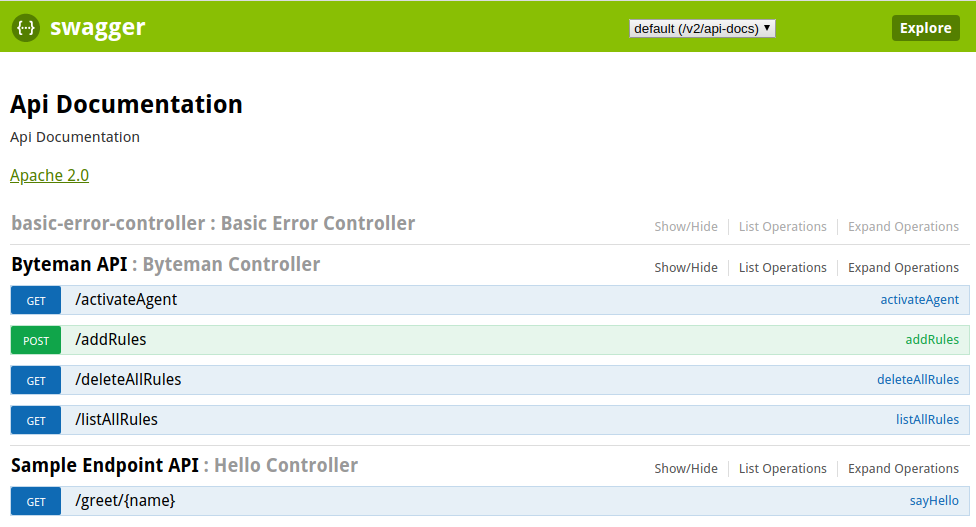 {··} swagger default (/v2/api-docs) Explore
Api Documentation
Api Documentation
Apache 2.0
basic-error-controller : Basic Error Controller Show/Hide List Operations Expand Operations
Byteman API : Byteman Controller Show/Hide List Operations Expand Operations
GET /activateAgent activateAgent
POST /addRules addRules
GET /deleteAllRules deleteAllRules
GET /listAllRules listAllRules
Sample Endpoint API : Hello Controller Show/Hide List Operations Expand Operations
GET /greet/{name} sayHello